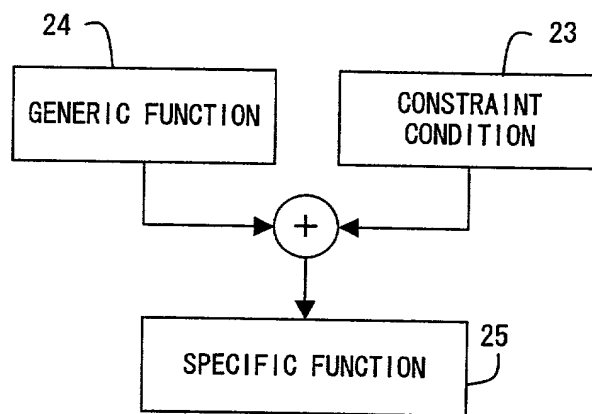 24
23
GENERIC FUNCTION
CONSTRAINT
CONDITION
+
25
SPECIFIC FUNCTION